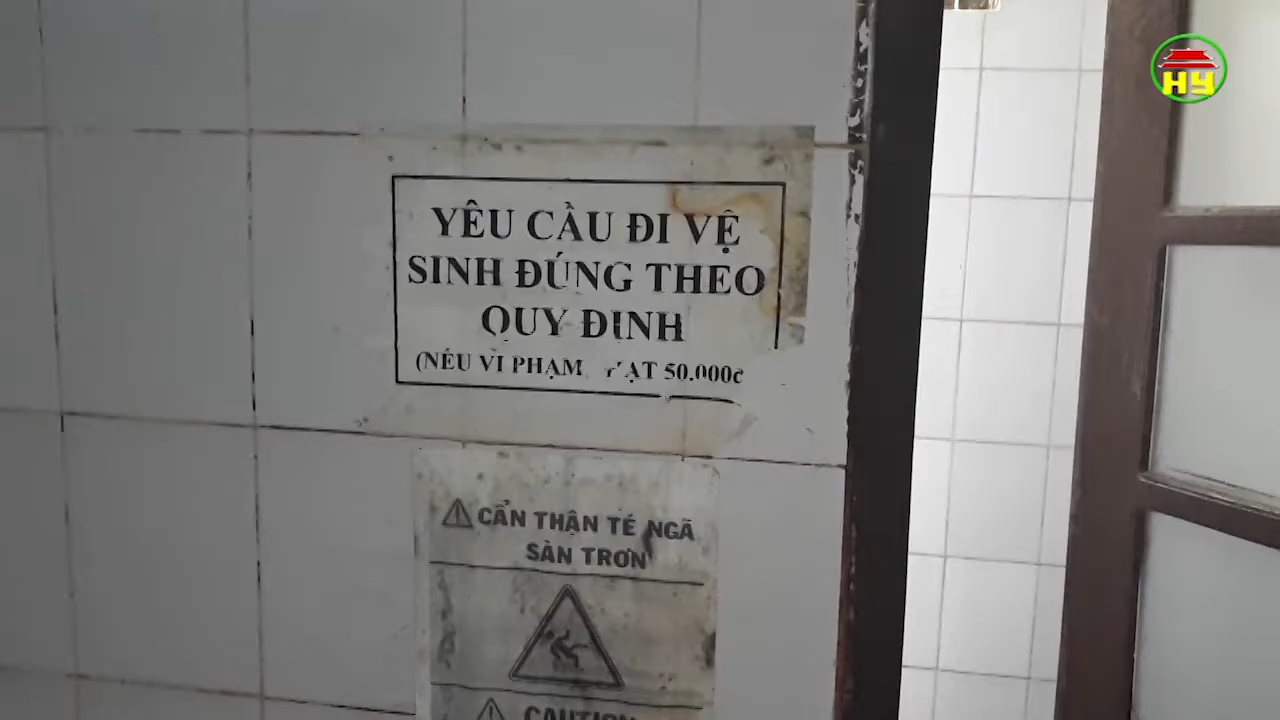 HY
YÊU CẦU ĐI VỆ
SINH ĐÚNG THEO
QUY ĐỊNH
(NẾU VI PHẠM 50.000đ
CẨN THẬN TÉ NGÃ
SÀN TRƠN
CAUTION